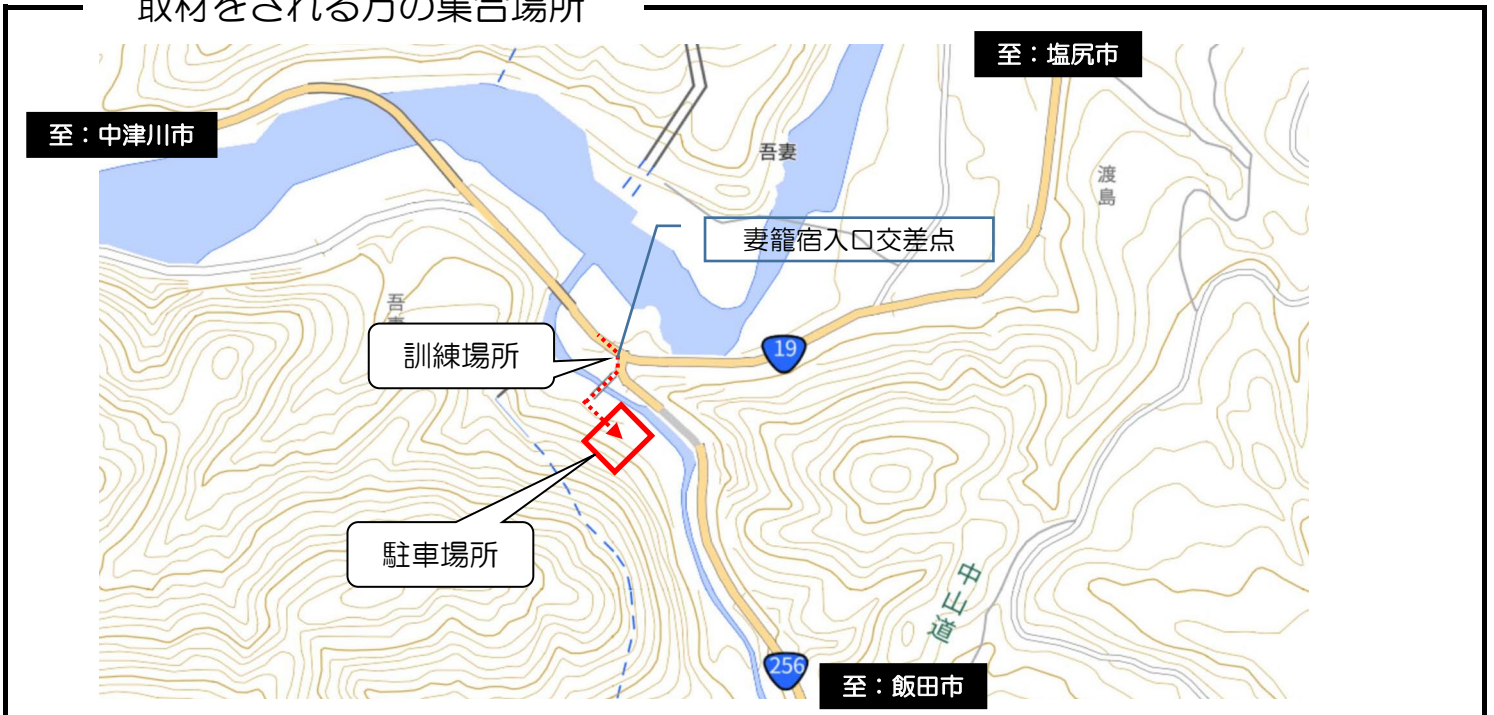 取材をされる方の集合場所
至:塩尻市
至:中津川市
吾妻
渡島
妻籠宿入口交差点
吾
訓練場所
19
駐車場所
中山道
256
至:飯田市